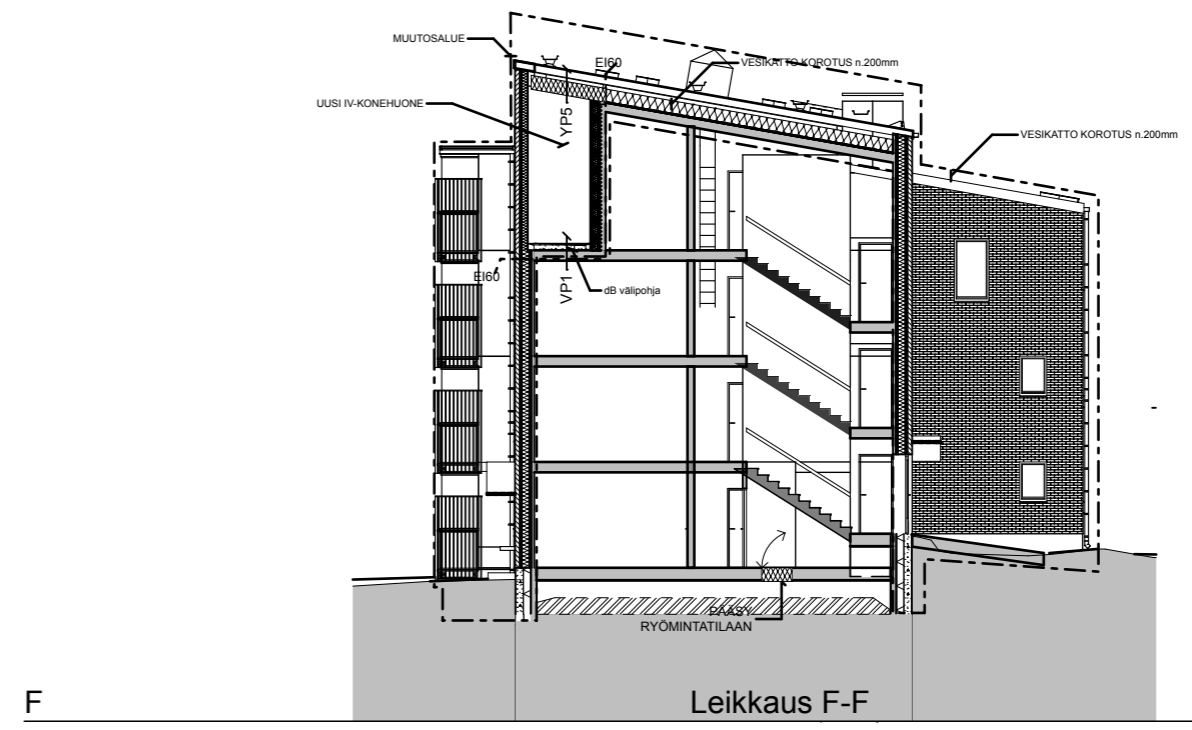 MUUTOSALUE
EI60
VESIKATTO KOROTUS n.200mm
UUSI IV-KONEHUONE
YP5
VESIKATTO KOROTUS n.200mm
EI60
VP1
dB välipohja
PÄÄSY
RYÖMINTATILAAN
F
Leikkaus F-F